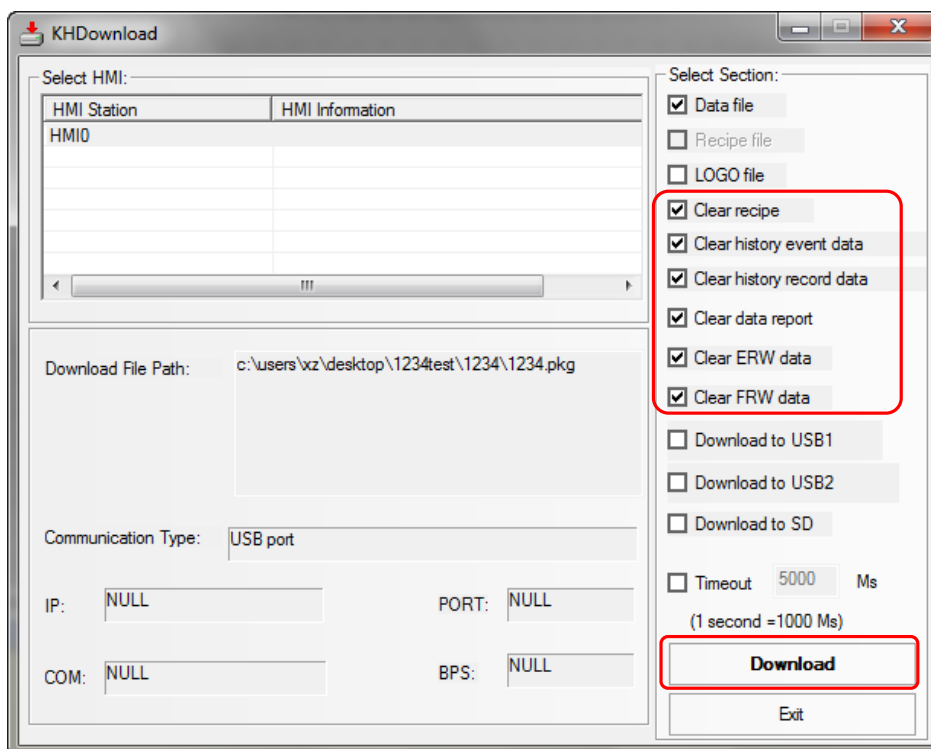 KHDownload
Select HMI:
HMI Station HMI Information
HMI0
Download File Path: c:\users\xz\desktop\1234test\1234\1234.pkg
Communication Type: USB port
IP: NULL PORT: NULL
COM: NULL BPS: NULL
Select Section:
Data file
Recipe file
LOGO file
Clear recipe
Clear history event data
Clear history record data
Clear data report
Clear ERW data
Clear FRW data
Download to USB1
Download to USB2
Download to SD
Timeout 5000 Ms
(1 second =1000 Ms)
Download
Exit